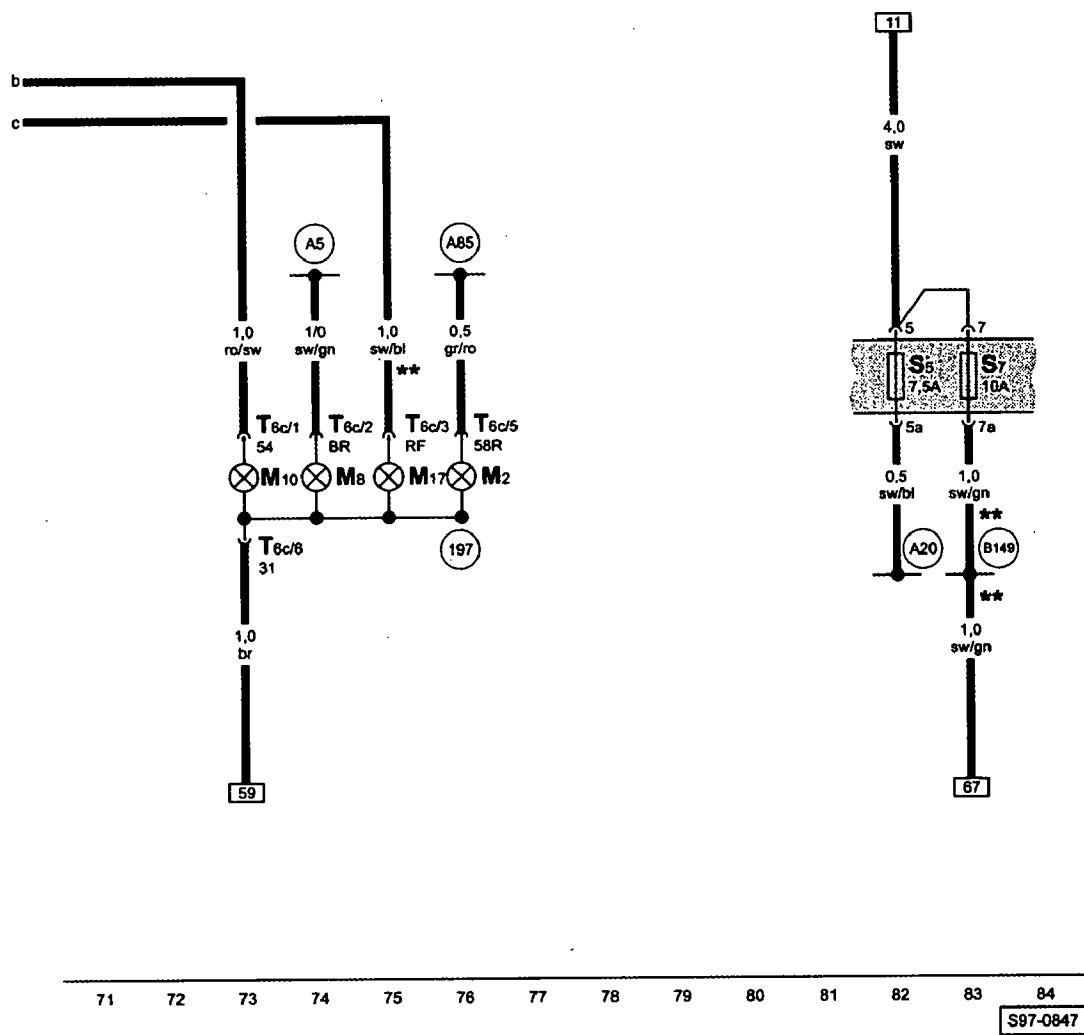 11
b
c
4,0
sw
A5
A85
1,0
ro/sw
1/0
sw/gn
1,0
sw/bl
**
0,5
gr/ro
5
7
S5
7,5A
S7
10A
5a
7a
T6c/1
54
T6c/2
BR
T6c/3
RF
T6c/5
58R
M10
M8
M17
M2
0,5
sw/bl
1,0
sw/gn
**
T6c/6
31
197
A20
B149
**
1,0
br
1,0
sw/gn
59
67
71 72 73 74 75 76 77 78 79 80 81 82 83 84
S97-0847